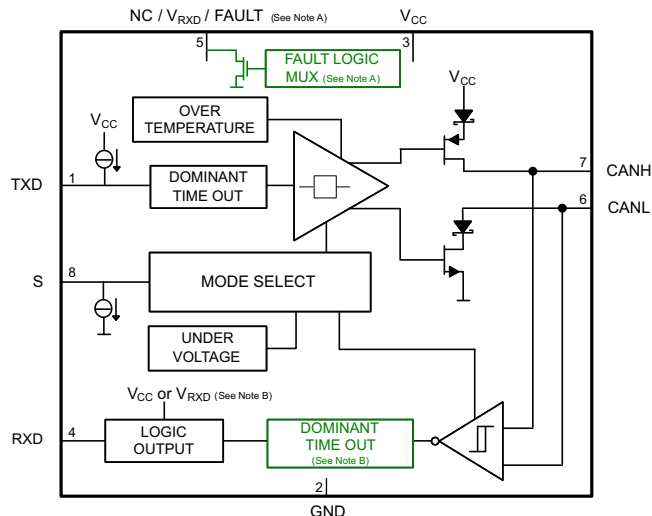 NC / VRXD / FAULT (See Note A)
VCC
5
3
FAULT LOGIC
MUX (See Note A)
VCC
OVER
TEMPERATURE
VCC
TXD
1
DOMINANT
TIME OUT
7
CANH
6
CANL
S
8
MODE SELECT
UNDER
VOLTAGE
VCC or VRXD (See Note B)
RXD
4
LOGIC
OUTPUT
DOMINANT
TIME OUT
(See Note B)
2
GND